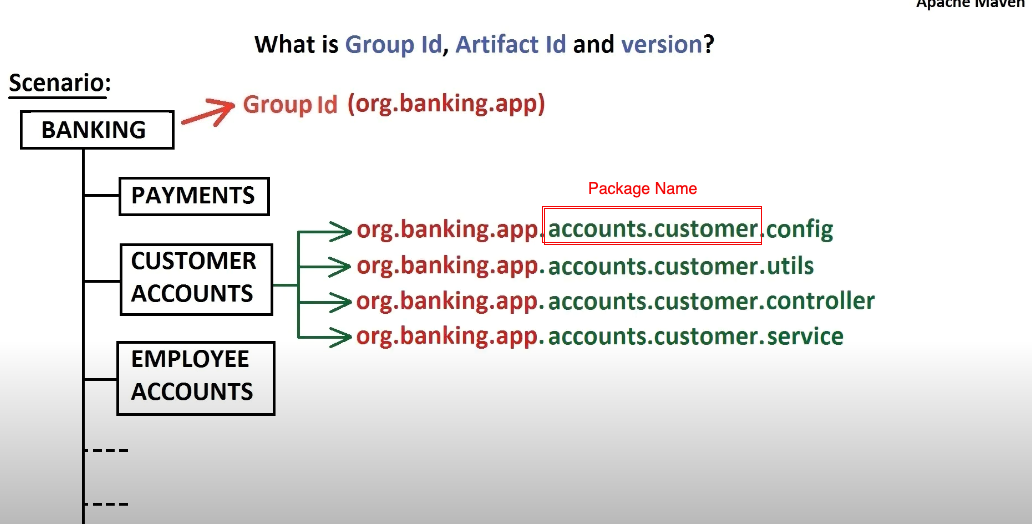 Apache Maven
What is Group Id, Artifact Id and version?
Scenario:
Group Id (org.banking.app)
BANKING
PAYMENTS
Package Name
org.banking.app.accounts.customer.config
CUSTOMER
ACCOUNTS
org.banking.app.accounts.customer.utils
org.banking.app.accounts.customer.controller
org.banking.app.accounts.customer.service
EMPLOYEE
ACCOUNTS